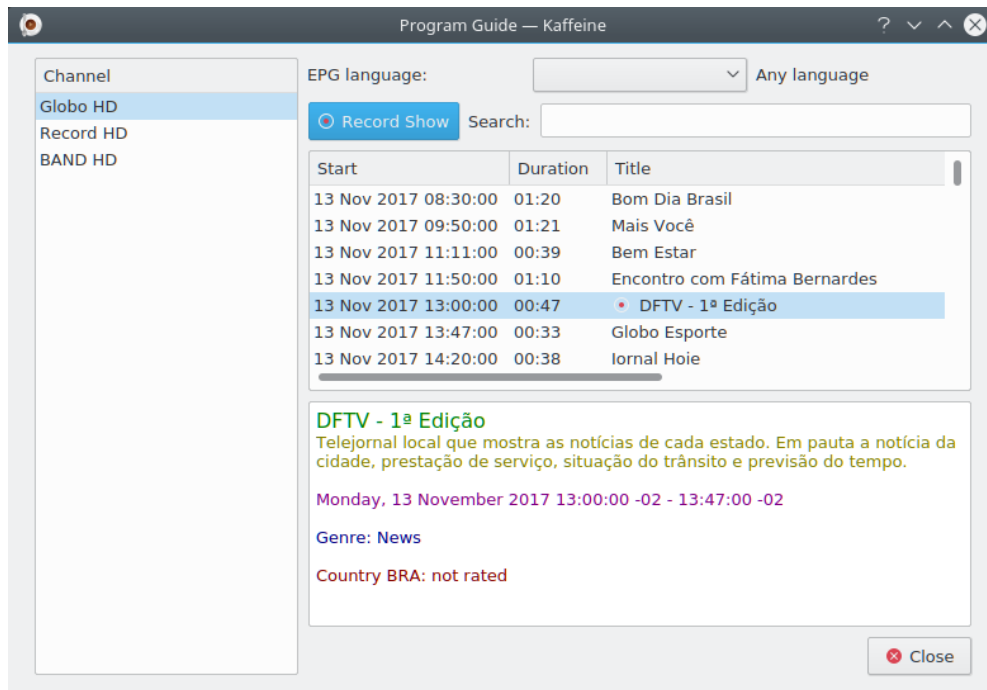 Program Guide — Kaffeine
Channel
Globo HD
Record HD
BAND HD
EPG language: Any language
Record Show Search:
Start Duration Title
13 Nov 2017 08:30:00 01:20 Bom Dia Brasil
13 Nov 2017 09:50:00 01:21 Mais Você
13 Nov 2017 11:11:00 00:39 Bem Estar
13 Nov 2017 11:50:00 01:10 Encontro com Fátima Bernardes
13 Nov 2017 13:00:00 00:47 DFTV - 1ª Edição
13 Nov 2017 13:47:00 00:33 Globo Esporte
13 Nov 2017 14:20:00 00:38 Jornal Hoje
DFTV - 1ª Edição
Telejornal local que mostra as notícias de cada estado. Em pauta a notícia da
cidade, prestação de serviço, situação do trânsito e previsão do tempo.
Monday, 13 November 2017 13:00:00 -02 - 13:47:00 -02
Genre: News
Country BRA: not rated
Close